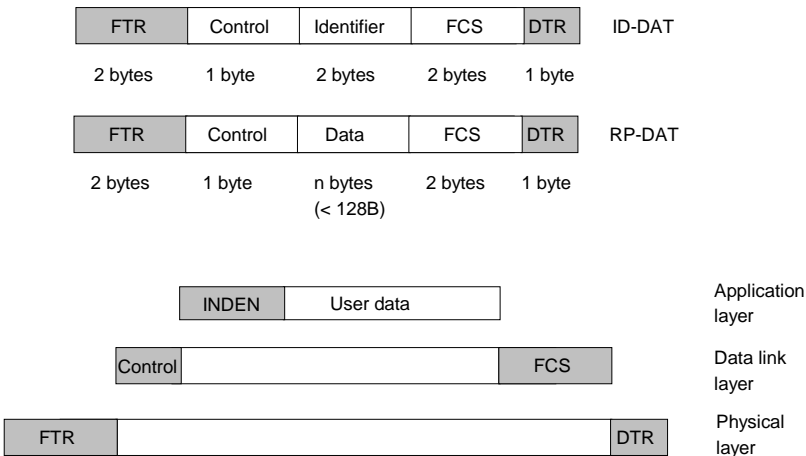 FTR Control Identifier FCS DTR ID-DAT
2 bytes 1 byte 2 bytes 2 bytes 1 byte
FTR Control Data FCS DTR RP-DAT
2 bytes 1 byte n bytes 2 bytes 1 byte
(< 128B)
INDEN User data Application
layer
Control FCS Data link
layer
FTR DTR Physical
layer